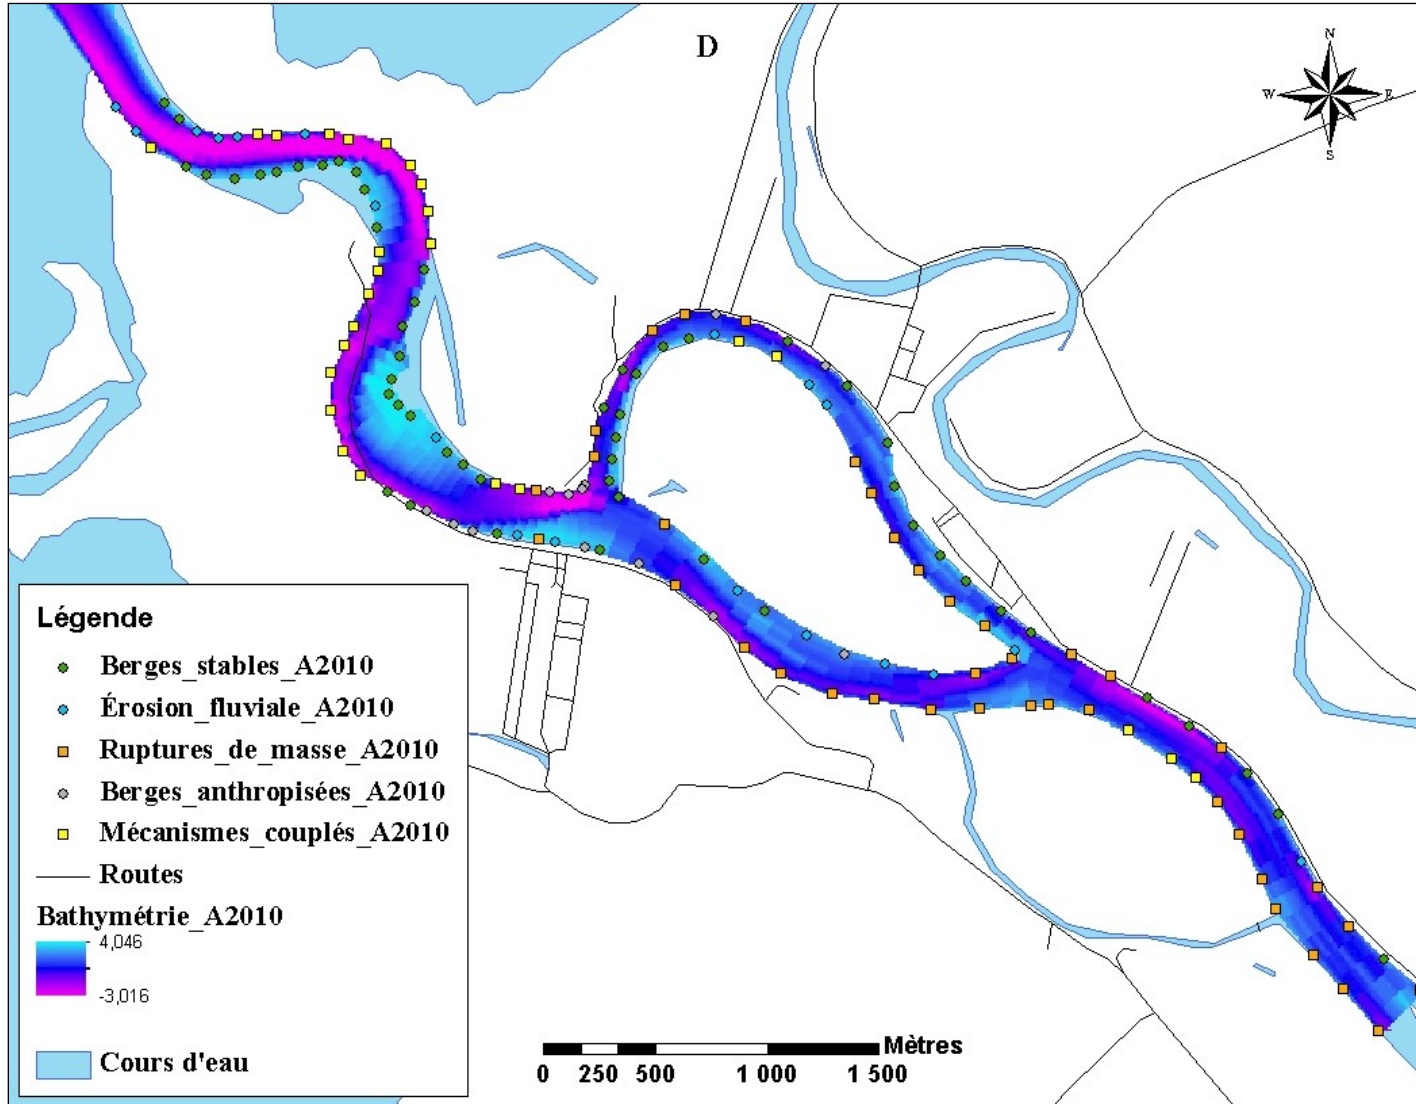 D
N
W E
S
Légende
Berges_stables_A2010
Érosion_fluviale_A2010
Ruptures_de_masse_A2010
Berges_anthropisées_A2010
Mécanismes_couplés_A2010
Routes
Bathymétrie_A2010
4,046
-3,016
Cours d'eau
Mètres
0 250 500 1 000 1 500